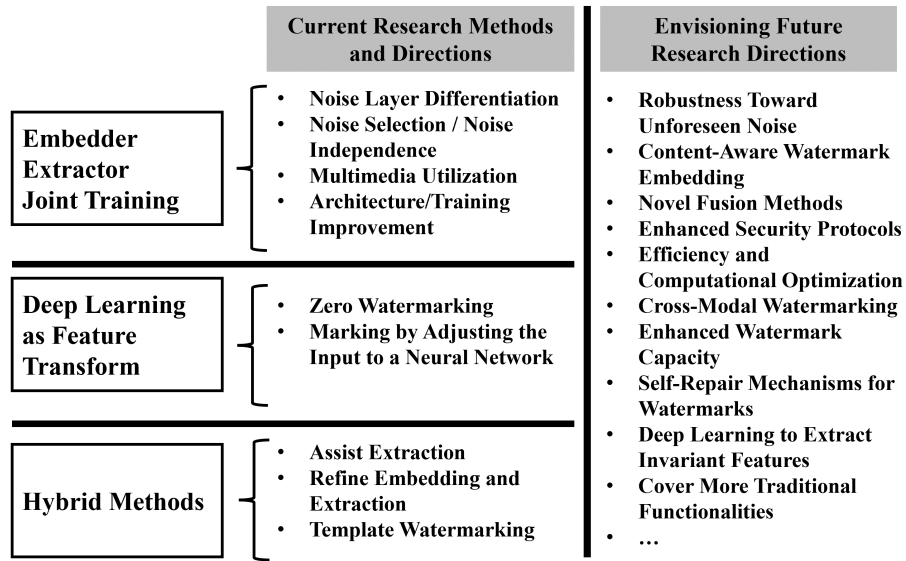 Current Research Methods
and Directions
Envisioning Future
Research Directions
Embedder
Extractor
Joint Training
• Noise Layer Differentiation
• Noise Selection / Noise
Independence
• Multimedia Utilization
• Architecture/Training
Improvement
Deep Learning
as Feature
Transform
• Zero Watermarking
• Marking by Adjusting the
Input to a Neural Network
Hybrid Methods
• Assist Extraction
• Refine Embedding and
Extraction
• Template Watermarking
• Robustness Toward
Unforeseen Noise
• Content-Aware Watermark
Embedding
• Novel Fusion Methods
• Enhanced Security Protocols
• Efficiency and
Computational Optimization
• Cross-Modal Watermarking
• Enhanced Watermark
Capacity
• Self-Repair Mechanisms for
Watermarks
• Deep Learning to Extract
Invariant Features
• Cover More Traditional
Functionalities
• …